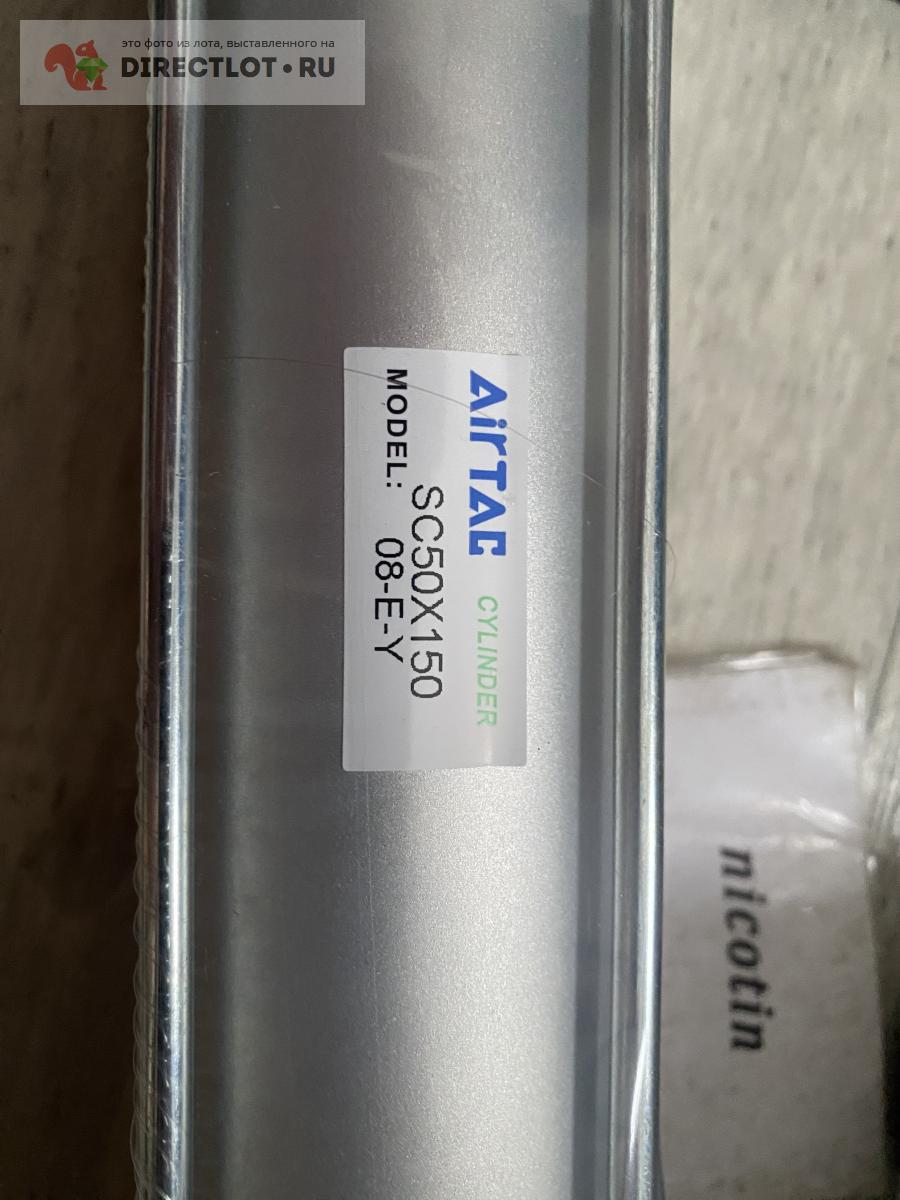 это фото из лота, выставленного на
DIRECTLOT•RU
AirTAC CYLINDER
SC50X150
MODEL: 08-E-Y
nicotin